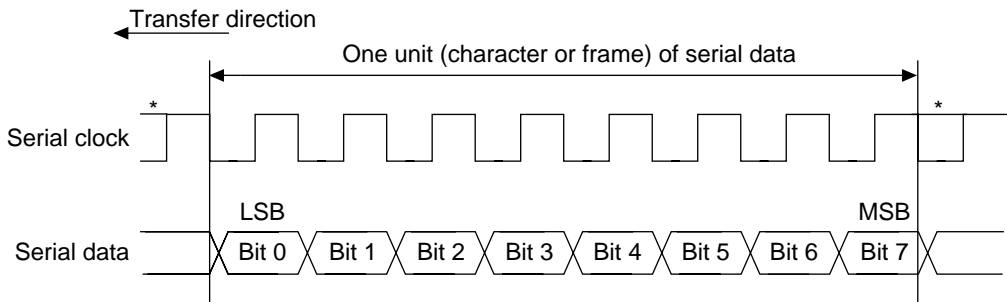 Transfer direction
One unit (character or frame) of serial data
* *
Serial clock
LSB MSB
Serial data Bit 0 Bit 1 Bit 2 Bit 3 Bit 4 Bit 5 Bit 6 Bit 7